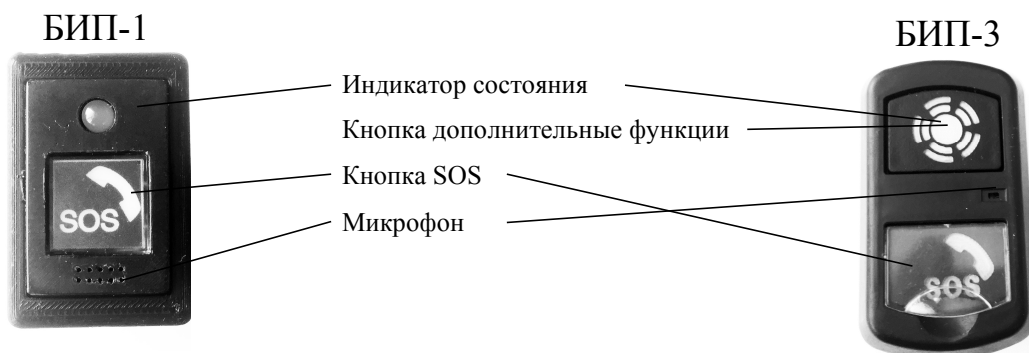 БИП-1
БИП-3
Индикатор состояния
Кнопка дополнительные функции
Кнопка SOS
Микрофон
SOS
SOS